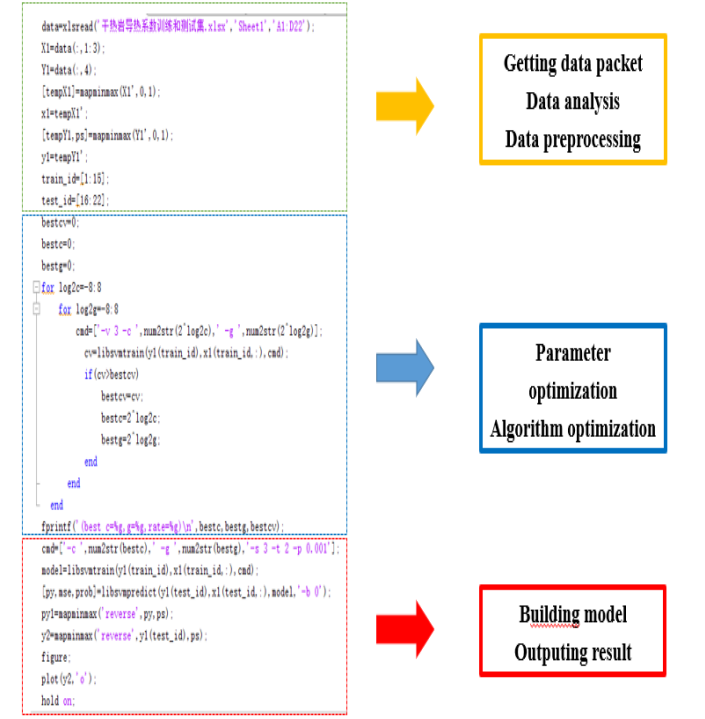 data=xlsread('干热岩导热系数训练和测试集.xlsx','Sheet1','A1:D22');
X1=data(:,1:3);
Y1=data(:,4);
[tempX1]=mapminmax(X1',0,1);
x1=tempX1';
[tempY1,ps]=mapminmax(Y1',0,1);
y1=tempY1';
train_id=[1:15];
test_id=[16:22];
Getting data packet
Data analysis
Data preprocessing
bestcv=0;
bestc=0;
bestg=0;
for log2c=-8:8
for log2g=-8:8
cmd=['-v 3 -c ',num2str(2^log2c),' -g ',num2str(2^log2g)];
cv=libsvmtrain(y1(train_id),x1(train_id,:),cmd);
if(cv>bestcv)
bestcv=cv;
bestc=2^log2c;
bestg=2^log2g;
end
end
end
fprintf('(best c=%g,g=%g,rate=%g)\n',bestc,bestg,bestcv);
Parameter
optimization
Algorithm optimization
cmd=['-c ',num2str(bestc),' -g ',num2str(bestg),'-s 3 -t 2 -p 0.001'];
model=libsvmtrain(y1(train_id),x1(train_id,:),cmd);
[py,mse,prob]=libsvmpredict(y1(test_id),x1(test_id,:),model,'-b 0');
py1=mapminmax('reverse',py,ps);
y2=mapminmax('reverse',y1(test_id),ps);
figure;
plot(y2,'o');
hold on;
Building model
Outputing result